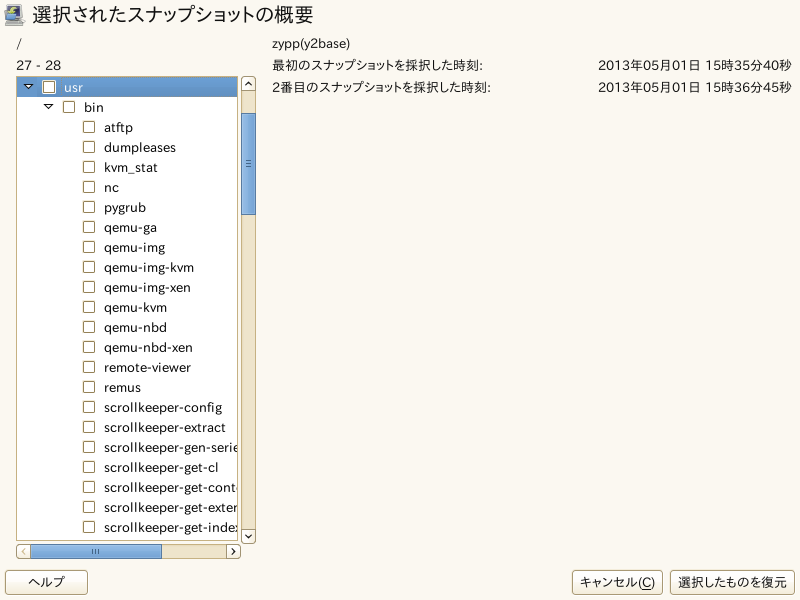 選択されたスナップショットの概要
/
zypp(y2base)
27 - 28
最初のスナップショットを採択した時刻: 2013年05月01日 15時35分40秒
2番目のスナップショットを採択した時刻: 2013年05月01日 15時36分45秒
usr
bin
atftp
dumpleases
kvm_stat
nc
pygrub
qemu-ga
qemu-img
qemu-img-kvm
qemu-img-xen
qemu-kvm
qemu-nbd
qemu-nbd-xen
remote-viewer
remus
scrollkeeper-config
scrollkeeper-extract
scrollkeeper-gen-serie
scrollkeeper-get-cl
scrollkeeper-get-cont
scrollkeeper-get-exter
scrollkeeper-get-index
ヘルプ
キャンセル(C)
選択したものを復元